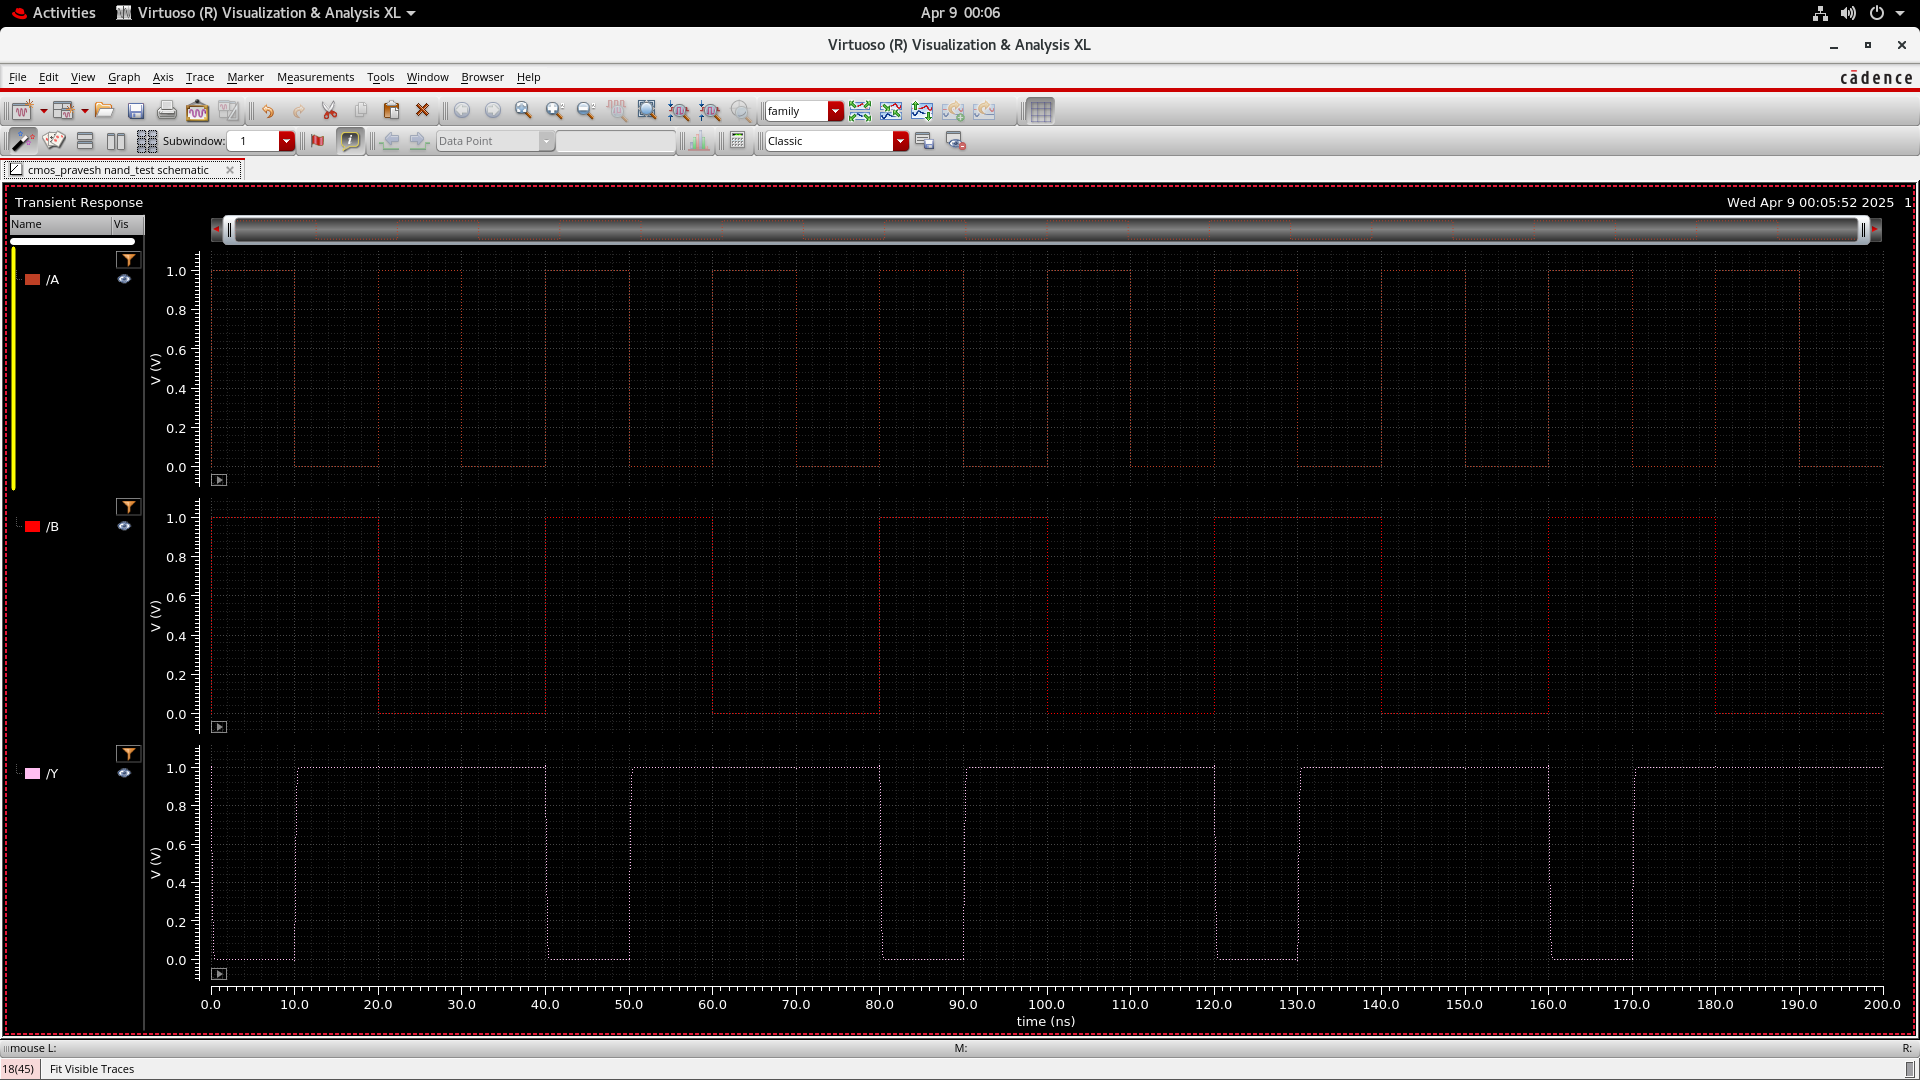 Activities Virtuoso (R) Visualization & Analysis XL Apr 9 00:06
Virtuoso (R) Visualization & Analysis XL
File Edit View Graph Axis Trace Marker Measurements Tools Window Browser Help cādence
family
Subwindow: 1 Data Point Classic
cmos_pravesh nand_test schematic
Transient Response Wed Apr 9 00:05:52 2025 1
Name Vis
/A
V (V)
1.0
0.8
0.6
0.4
0.2
0.0
/B
V (V)
1.0
0.8
0.6
0.4
0.2
0.0
/Y
V (V)
1.0
0.8
0.6
0.4
0.2
0.0
0.0 10.0 20.0 30.0 40.0 50.0 60.0 70.0 80.0 90.0 100.0 110.0 120.0 130.0 140.0 150.0 160.0 170.0 180.0 190.0 200.0
time (ns)
mouse L: M: R:
18(45) Fit Visible Traces